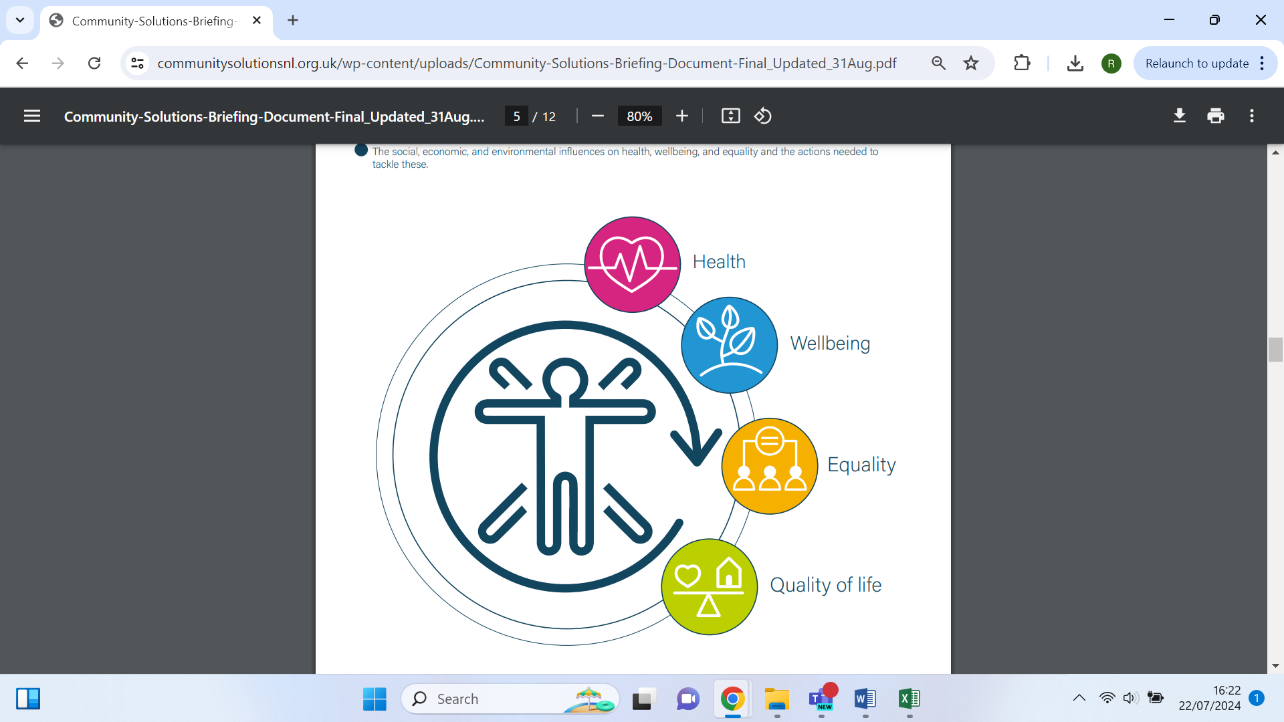 Community-Solutions-Briefing-
communitysolutionsnl.org.uk/wp-content/uploads/Community-Solutions-Briefing-Document-Final_Updated_31Aug.pdf
R
Relaunch to update
Community-Solutions-Briefing-Document-Final_Updated_31Aug....
5 / 12
80%
The social, economic, and environmental influences on health, wellbeing, and equality and the actions needed to
tackle these.
Health
Wellbeing
Equality
Quality of life
Search
T
NEW
W
X
16:22
22/07/2024
1